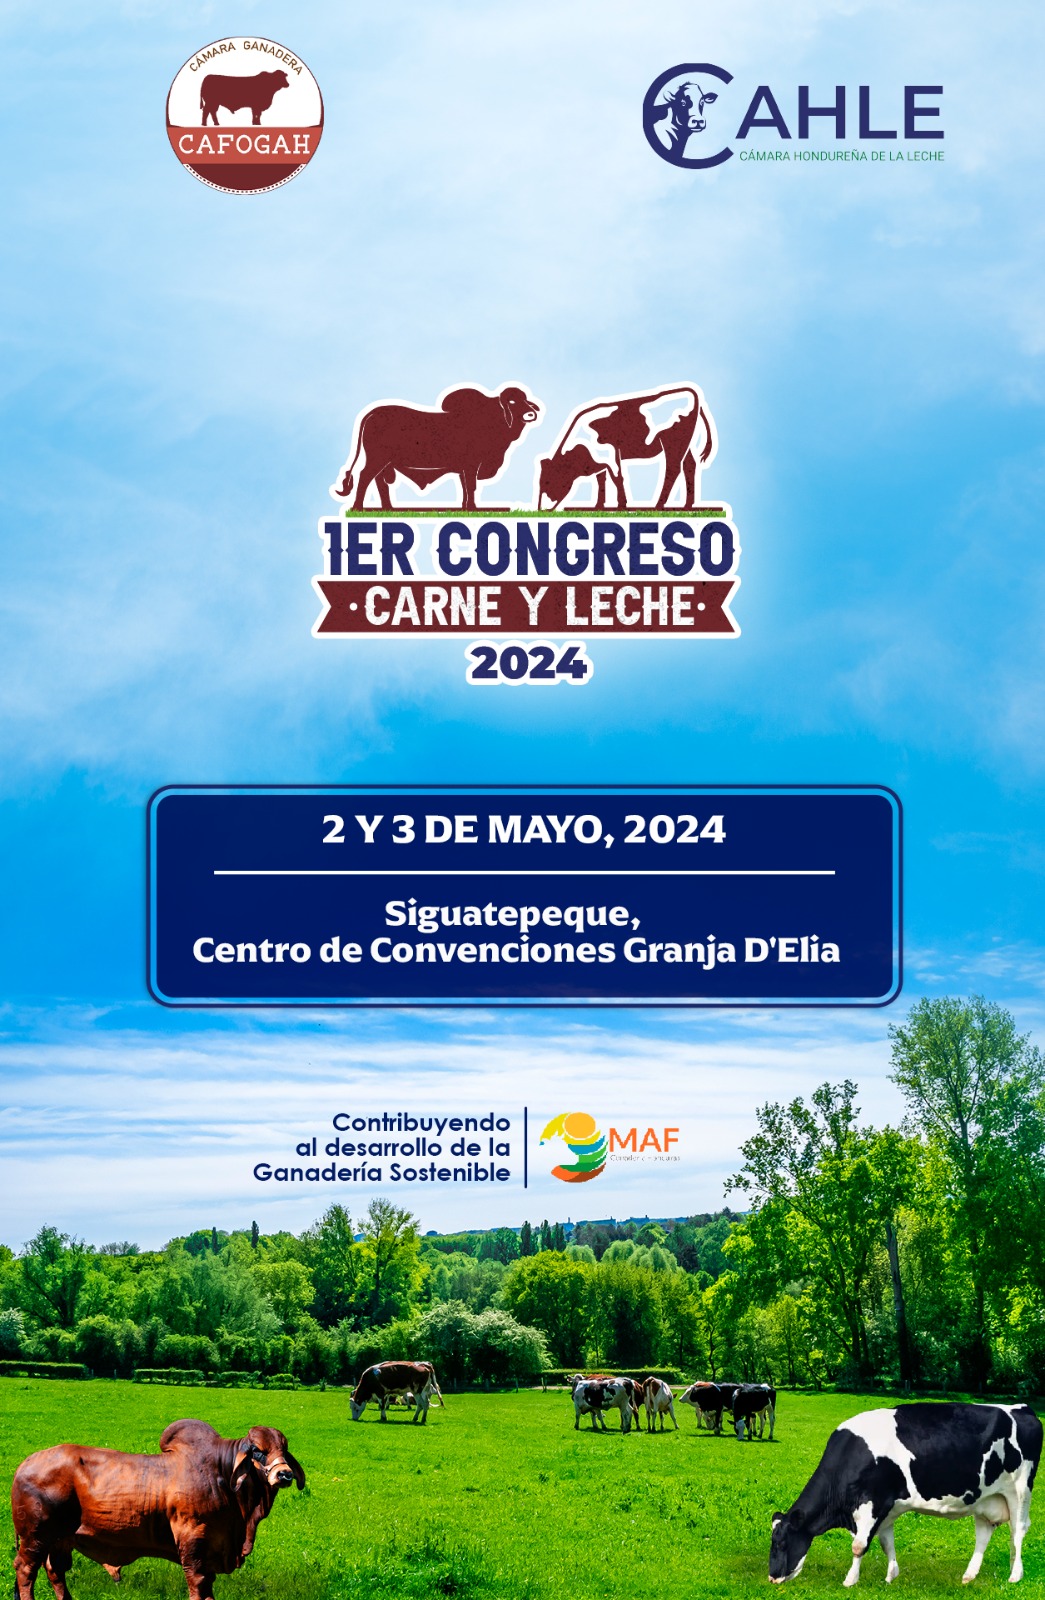 CÁMARA GANADERA
CAFOGAH
CAHLE
CÁMARA HONDUREÑA DE LA LECHE
1ER CONGRESO
·CARNE Y LECHE·
2024
2 Y 3 DE MAYO, 2024
Siguatepeque,
Centro de Convenciones Granja D'Elia
Contribuyendo
al desarrollo de la
Ganadería Sostenible
MAF